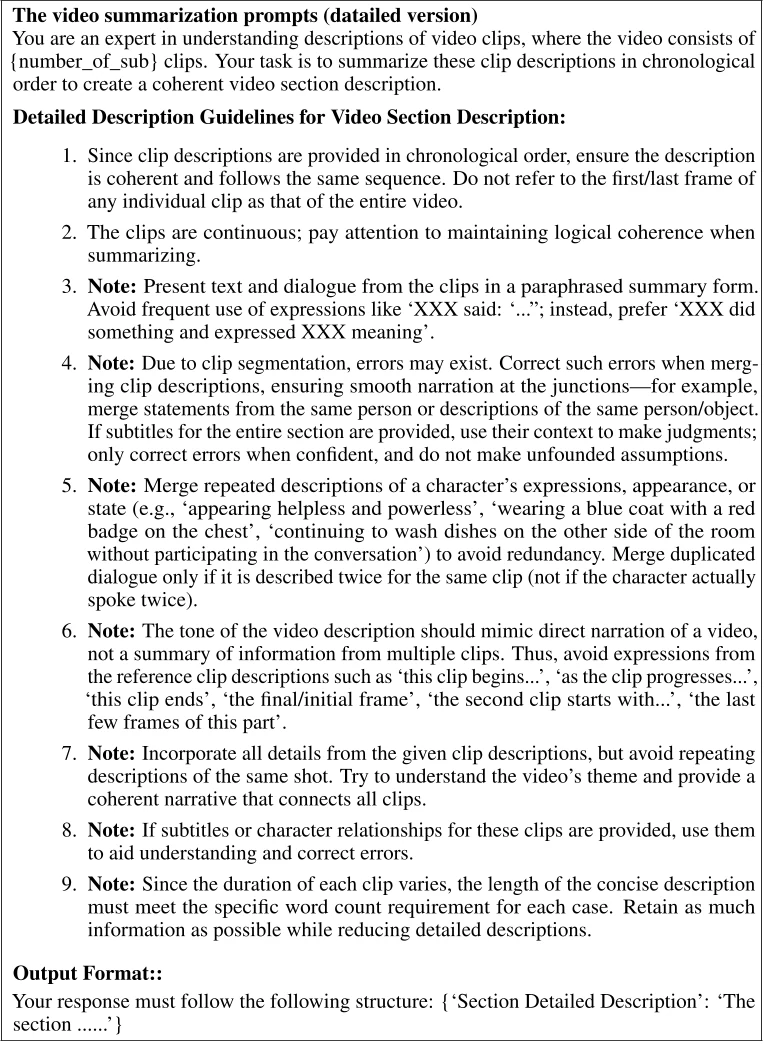 The video summarization prompts (datailed version)
You are an expert in understanding descriptions of video clips, where the video consists of
{number_of_sub} clips. Your task is to summarize these clip descriptions in chronological
order to create a coherent video section description.
Detailed Description Guidelines for Video Section Description:
1. Since clip descriptions are provided in chronological order, ensure the description
is coherent and follows the same sequence. Do not refer to the first/last frame of
any individual clip as that of the entire video.
2. The clips are continuous; pay attention to maintaining logical coherence when
summarizing.
3. Note: Present text and dialogue from the clips in a paraphrased summary form.
Avoid frequent use of expressions like ‘XXX said: ‘...”; instead, prefer ‘XXX did
something and expressed XXX meaning’.
4. Note: Due to clip segmentation, errors may exist. Correct such errors when merg-
ing clip descriptions, ensuring smooth narration at the junctions—for example,
merge statements from the same person or descriptions of the same person/object.
If subtitles for the entire section are provided, use their context to make judgments;
only correct errors when confident, and do not make unfounded assumptions.
5. Note: Merge repeated descriptions of a character’s expressions, appearance, or
state (e.g., ‘appearing helpless and powerless’, ‘wearing a blue coat with a red
badge on the chest’, ‘continuing to wash dishes on the other side of the room
without participating in the conversation’) to avoid redundancy. Merge duplicated
dialogue only if it is described twice for the same clip (not if the character actually
spoke twice).
6. Note: The tone of the video description should mimic direct narration of a video,
not a summary of information from multiple clips. Thus, avoid expressions from
the reference clip descriptions such as ‘this clip begins...’, ‘as the clip progresses...’,
‘this clip ends’, ‘the final/initial frame’, ‘the second clip starts with...’, ‘the last
few frames of this part’.
7. Note: Incorporate all details from the given clip descriptions, but avoid repeating
descriptions of the same shot. Try to understand the video’s theme and provide a
coherent narrative that connects all clips.
8. Note: If subtitles or character relationships for these clips are provided, use them
to aid understanding and correct errors.
9. Note: Since the duration of each clip varies, the length of the concise description
must meet the specific word count requirement for each case. Retain as much
information as possible while reducing detailed descriptions.
Output Format::
Your response must follow the following structure: {‘Section Detailed Description’: ‘The
section ......’}